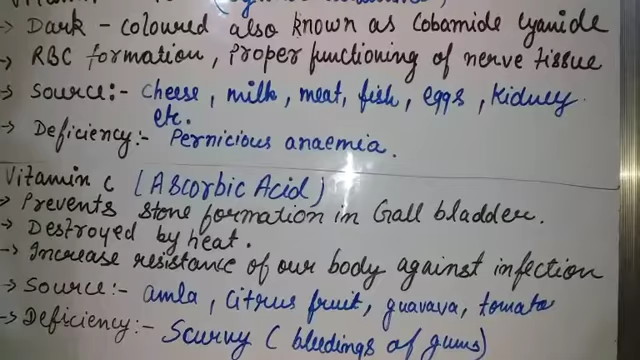 → Dark - coloured also known as Cobamide Cyanide
→ RBC formation, Proper functioning of nerve tissue
→ Source:- Cheese, milk, meat, fish, eggs, Kidney
etc.
→ Deficiency:- Pernicious anaemia.
Vitamin C (Ascorbic Acid)
→ Prevents stone formation in Gall bladder.
→ Destroyed by heat.
→ Increase resistance of our body against infection
→ Source:- amla, citrus fruit, guavava, tomato
→ Deficiency:- Scurvy (bleedings of gums)